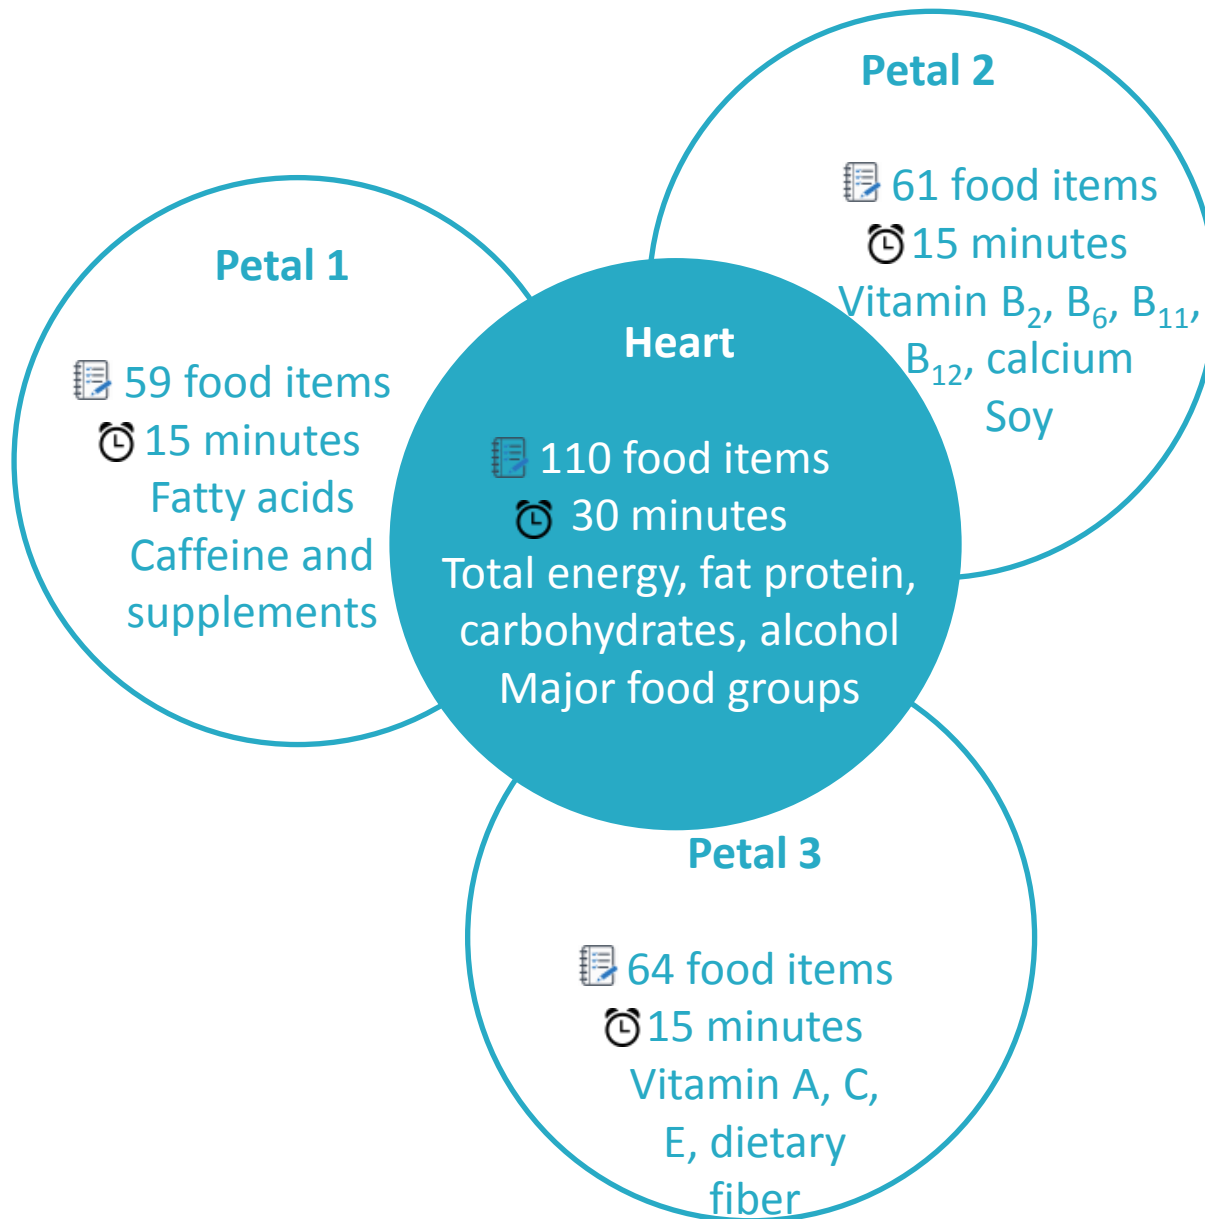 Petal 1
59 food items
15 minutes
Fatty acids
Caffeine and
supplements
Petal 2
61 food items
15 minutes
Vitamin B₂, B₆, B₁₁,
B₁₂, calcium
Soy
Heart
110 food items
30 minutes
Total energy, fat protein,
carbohydrates, alcohol
Major food groups
Petal 3
64 food items
15 minutes
Vitamin A, C,
E, dietary
fiber